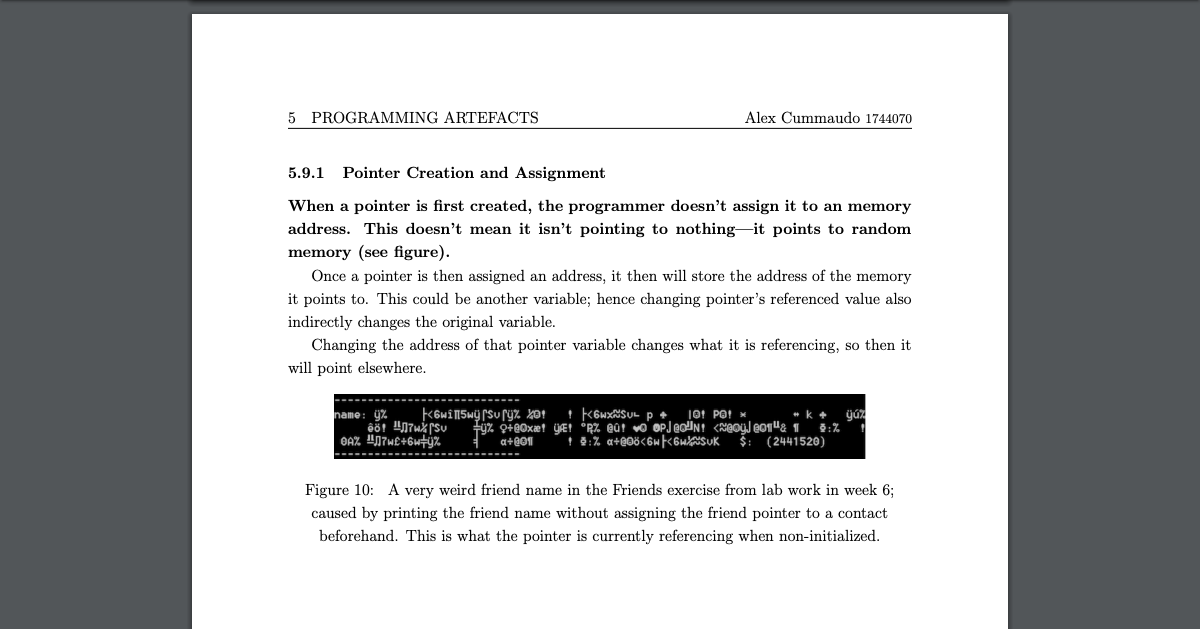 5 PROGRAMMING ARTEFACTS Alex Cummaudo 1744070
5.9.1 Pointer Creation and Assignment
When a pointer is first created, the programmer doesn't assign it to an memory
address. This doesn't mean it isn't pointing to nothing—it points to random
memory (see figure).
Once a pointer is then assigned an address, it then will store the address of the memory
it points to. This could be another variable; hence changing pointer's referenced value also
indirectly changes the original variable.
Changing the address of that pointer variable changes what it is referencing, so then it
will point elsewhere.
name:
(2441520)
Figure 10: A very weird friend name in the Friends exercise from lab work in week 6;
caused by printing the friend name without assigning the friend pointer to a contact
beforehand. This is what the pointer is currently referencing when non-initialized.